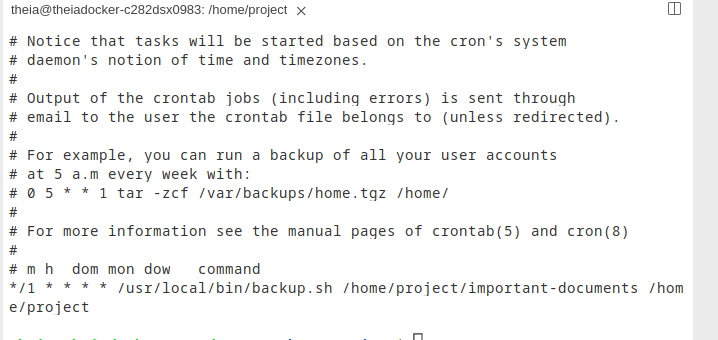 theia@theiadocker-c282dsx0983: /home/project ×
# Notice that tasks will be started based on the cron's system
# daemon's notion of time and timezones.
#
# Output of the crontab jobs (including errors) is sent through
# email to the user the crontab file belongs to (unless redirected).
#
# For example, you can run a backup of all your user accounts
# at 5 a.m every week with:
# 0 5 * * 1 tar -zcf /var/backups/home.tgz /home/
#
# For more information see the manual pages of crontab(5) and cron(8)
#
# m h  dom mon dow   command
*/1 * * * * /usr/local/bin/backup.sh /home/project/important-documents /hom
e/project